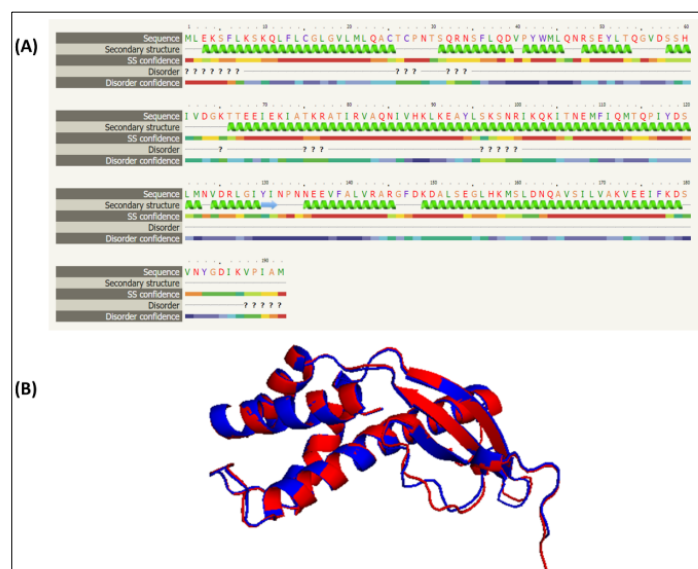 (A)
Sequence MLEKSFLKSKQLFLCGLGVLMLQACTCPNTSQRNSFLQDVPYWMLQNRSEYLTQGVDSSH
Secondary structure
SS confidence
Disorder ??????? ??? ???
Disorder confidence
Sequence IVDGKTTEEIEKIATKRATIRVAQNIVHKLKEAYLSKSNRIKQKITNEMFIQMTQPIYDS
Secondary structure
SS confidence
Disorder ? ??? ?????
Disorder confidence
Sequence LMNVDRLGIYINPNNEEVFALVRARGFDKDALSEGLHKMSLDNQAVSILVAKVEEIFKDS
Secondary structure
SS confidence
Disorder
Disorder confidence
Sequence VNYGDIKVPIAM
Secondary structure
SS confidence
Disorder ?????
Disorder confidence
(B)